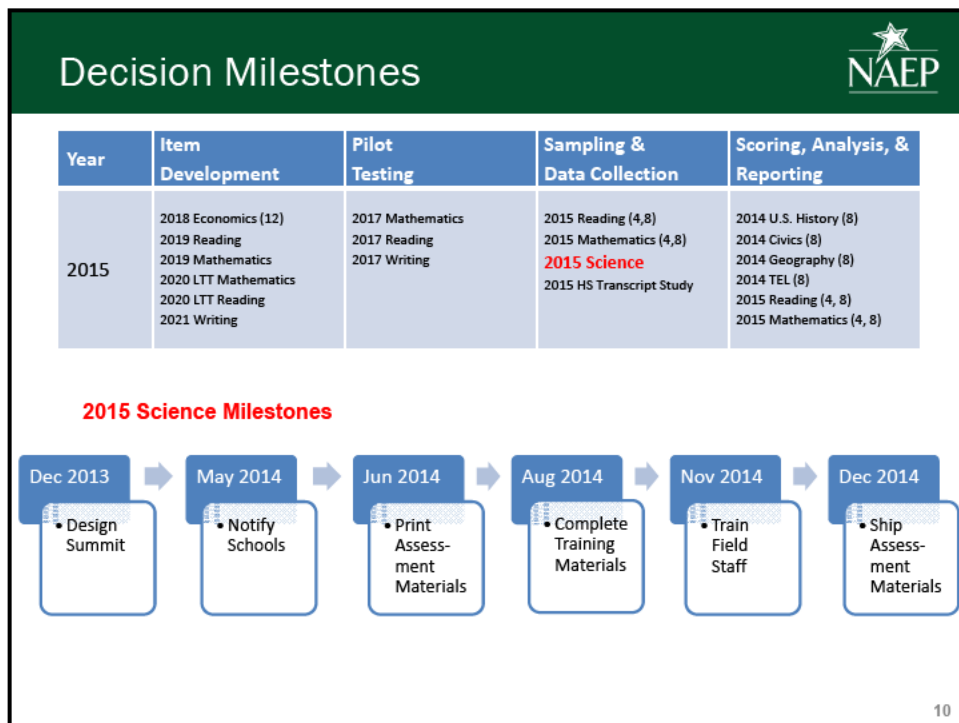 Decision Milestones
NAEP
Year
Item
Development
Pilot
Testing
Sampling &
Data Collection
Scoring, Analysis, &
Reporting
2015
2018 Economics (12)
2019 Reading
2019 Mathematics
2020 LTT Mathematics
2020 LTT Reading
2021 Writing
2017 Mathematics
2017 Reading
2017 Writing
2015 Reading (4,8)
2015 Mathematics (4,8)
2015 Science
2015 HS Transcript Study
2014 U.S. History (8)
2014 Civics (8)
2014 Geography (8)
2014 TEL (8)
2015 Reading (4, 8)
2015 Mathematics (4, 8)
2015 Science Milestones
Dec 2013
• Design
Summit
May 2014
• Notify
Schools
Jun 2014
• Print
Assess-
ment
Materials
Aug 2014
• Complete
Training
Materials
Nov 2014
• Train
Field
Staff
Dec 2014
• Ship
Assess-
ment
Materials
10